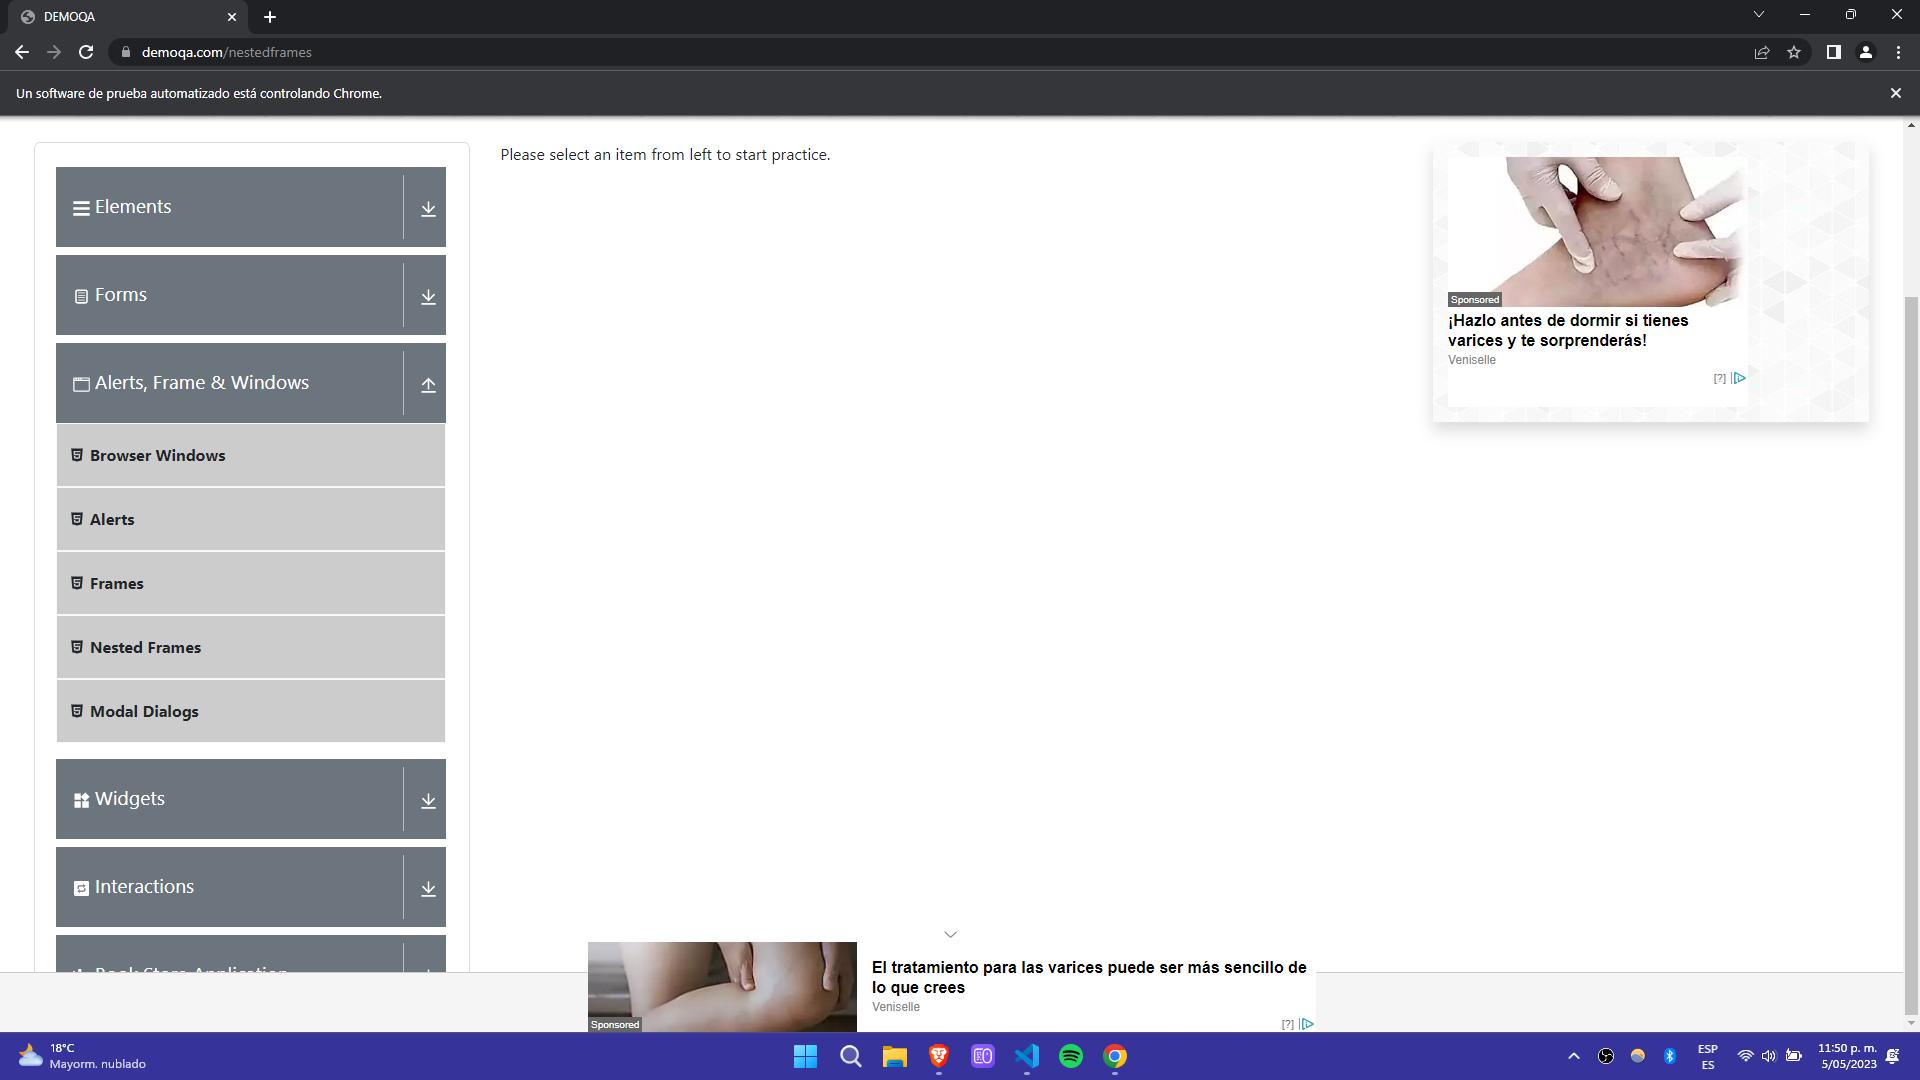 DEMOQA
demoqa.com/nestedframes
Un software de prueba automatizado está controlando Chrome.
Please select an item from left to start practice.
Elements
Forms
Alerts, Frame & Windows
Browser Windows
Alerts
Frames
Nested Frames
Modal Dialogs
Widgets
Interactions
Book Store Application
Sponsored
¡Hazlo antes de dormir si tienes
varices y te sorprenderás!
Veniselle
[?]
El tratamiento para las varices puede ser más sencillo de
lo que crees
Veniselle
Sponsored
[?]
18°C
Mayorm. nublado
ESP
ES
11:50 p. m.
5/05/2023